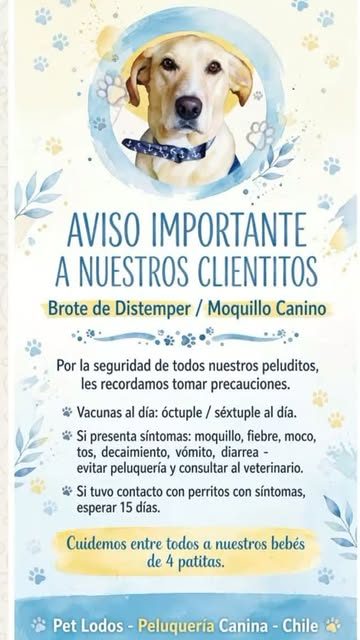 AVISO IMPORTANTE
A NUESTROS CLIENTITOS
Brote de Distemper / Moquillo Canino
Por la seguridad de todos nuestros peluditos,
les recordamos tomar precauciones.
Vacunas al día: óctuple / séxtuple al día.
Si presenta síntomas: moquillo, fiebre, moco,
tos, decaimiento, vómito, diarrea -
evitar peluquería y consultar al veterinario.
Si tuvo contacto con perritos con síntomas,
esperar 15 días.
Cuidemos entre todos a nuestros bebés
de 4 patitas.
Pet Lodos - Peluquería Canina - Chile